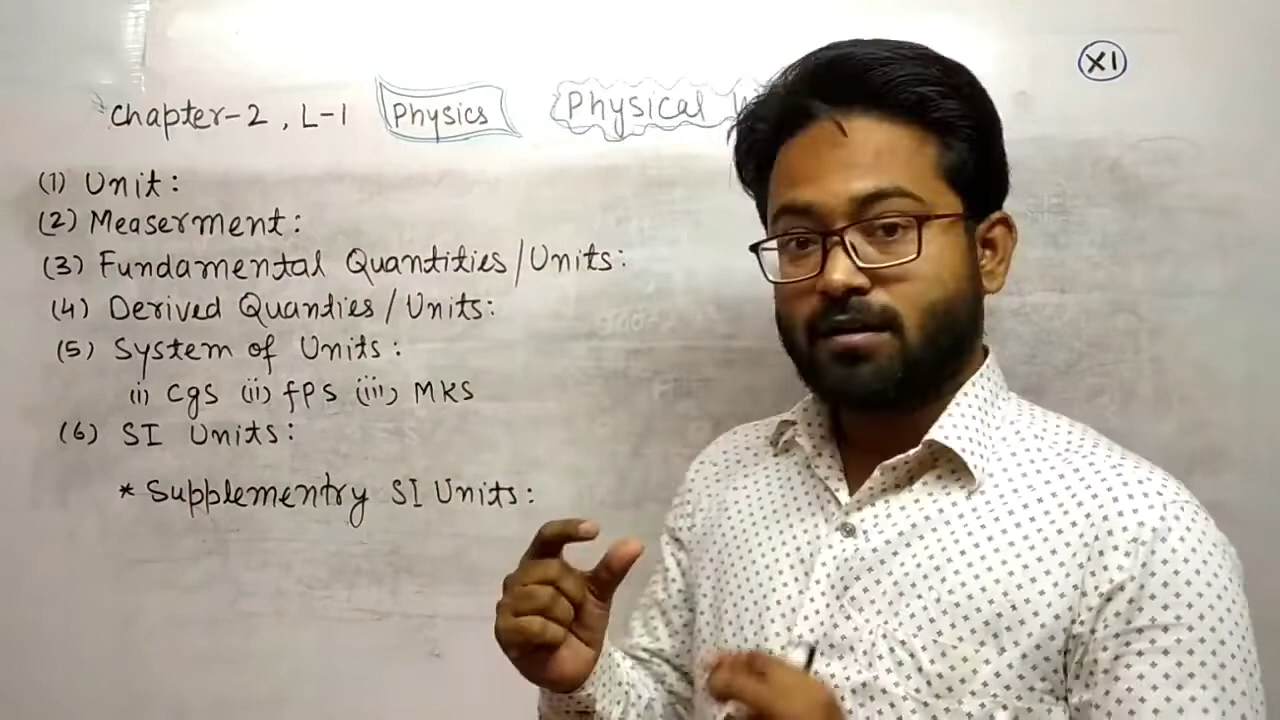 XI
Chapter-2, L-1 Physics Physical
(1) Unit:
(2) Measerment:
(3) Fundamental Quantities/Units:
(4) Derived Quanties/Units:
(5) System of Units:
(i) cgs (ii) fps (iii) MKS
(6) SI Units:
* Supplementry SI Units: